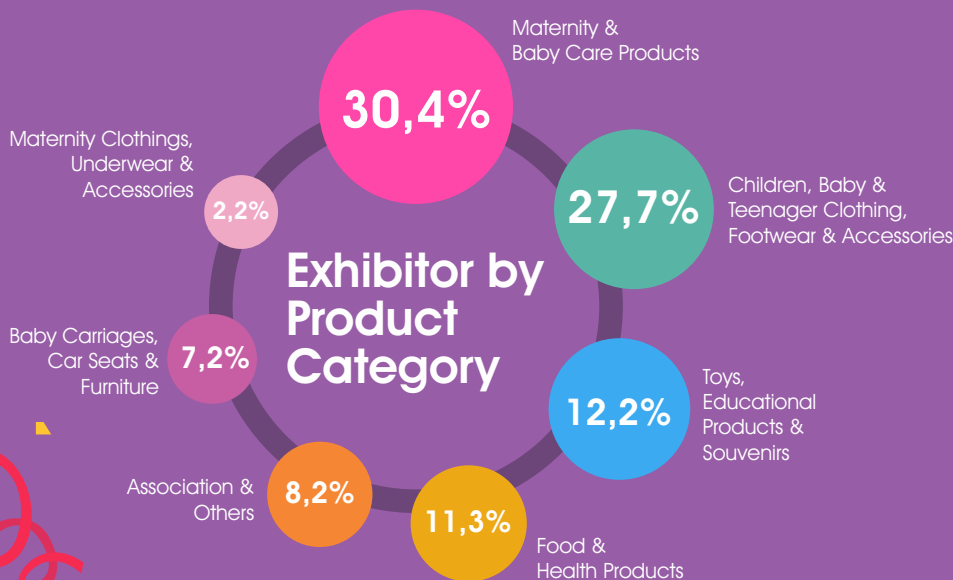 Maternity &
Baby Care Products
30,4%
Maternity Clothings,
Underwear &
Accessories
2,2%
27,7%
Children, Baby &
Teenager Clothing,
Footwear & Accessories
Exhibitor by
Product
Category
Baby Carriages,
Car Seats &
Furniture
7,2%
12,2%
Toys,
Educational
Products &
Souvenirs
Association &
Others
8,2%
11,3%
Food &
Health Products